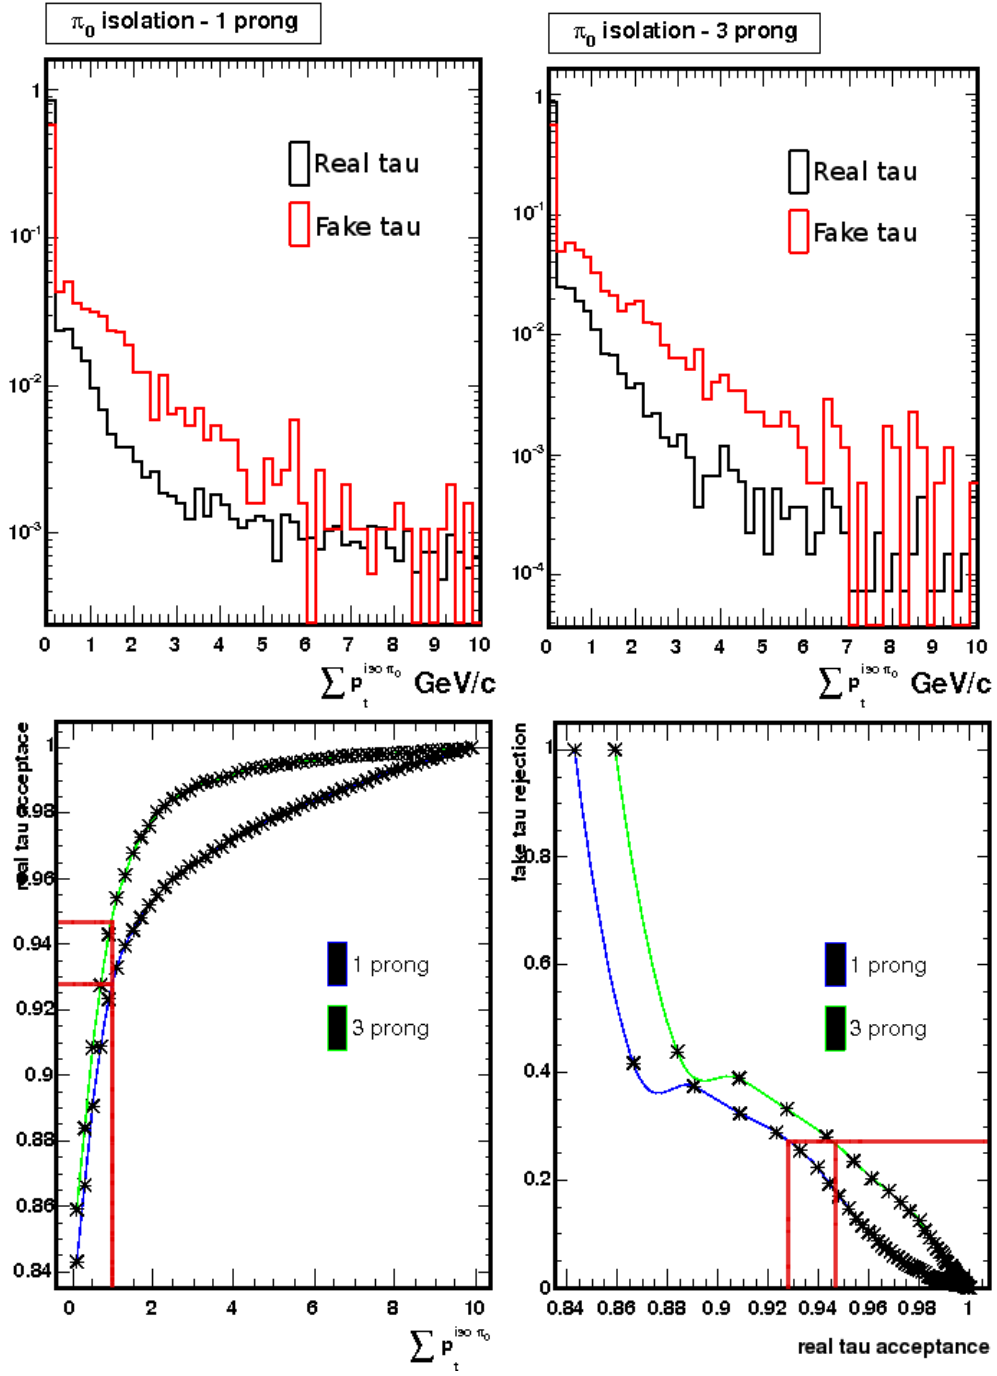 π0 isolation - 1 prong
1
10-1
10-2
10-3
Real tau
Fake tau
0 1 2 3 4 5 6 7 8 9 10
∑ ptiso π0 GeV/c
π0 isolation - 3 prong
1
10-1
10-2
10-3
10-4
Real tau
Fake tau
0 1 2 3 4 5 6 7 8 9 10
∑ ptiso π0 GeV/c
real tau acceptace
1
0.98
0.96
0.94
0.92
0.9
0.88
0.86
0.84
1 prong
3 prong
0 2 4 6 8 10
∑ ptiso π0
fake tau rejection
1
0.8
0.6
0.4
0.2
0
1 prong
3 prong
0.84 0.86 0.88 0.9 0.92 0.94 0.96 0.98 1
real tau acceptance